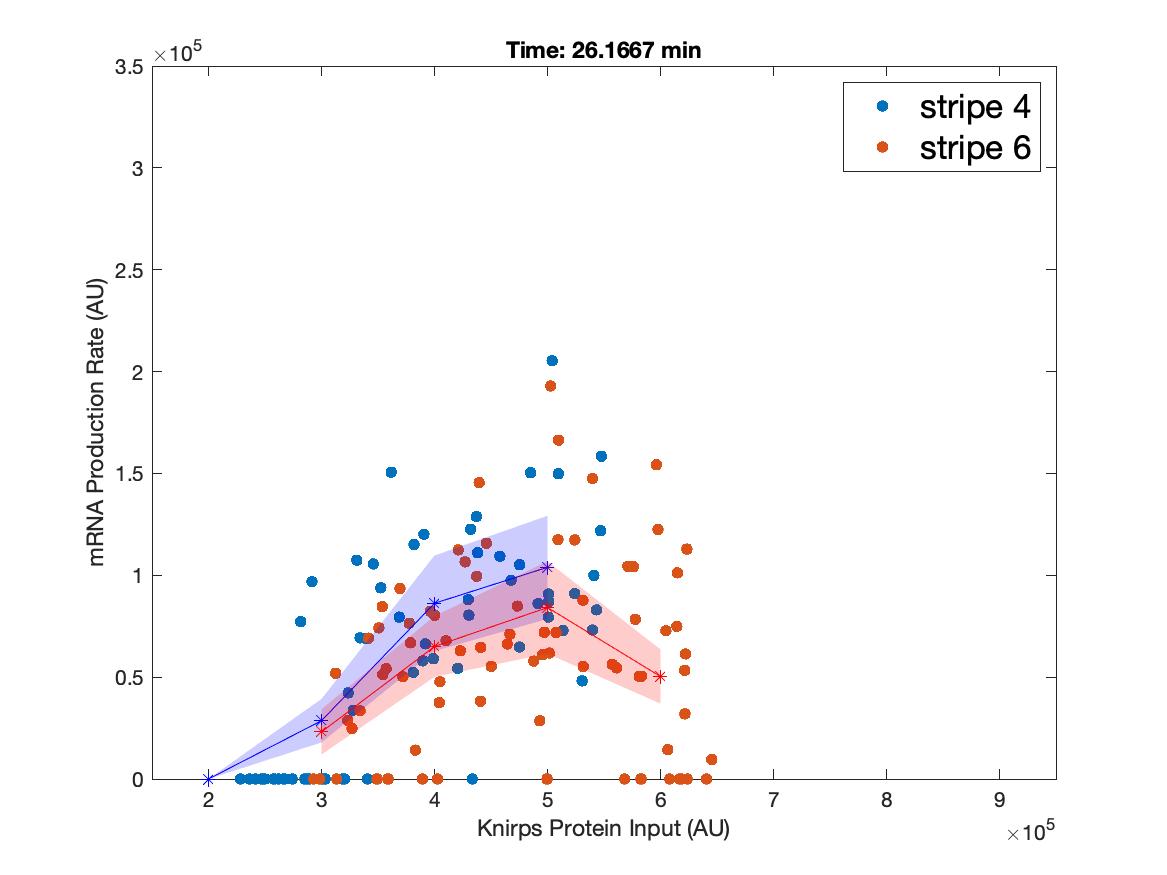 Time: 26.1667 min
×10⁵
3.5
3
2.5
2
1.5
1
0.5
0
mRNA Production Rate (AU)
stripe 4
stripe 6
2 3 4 5 6 7 8 9
Knirps Protein Input (AU)
×10⁵